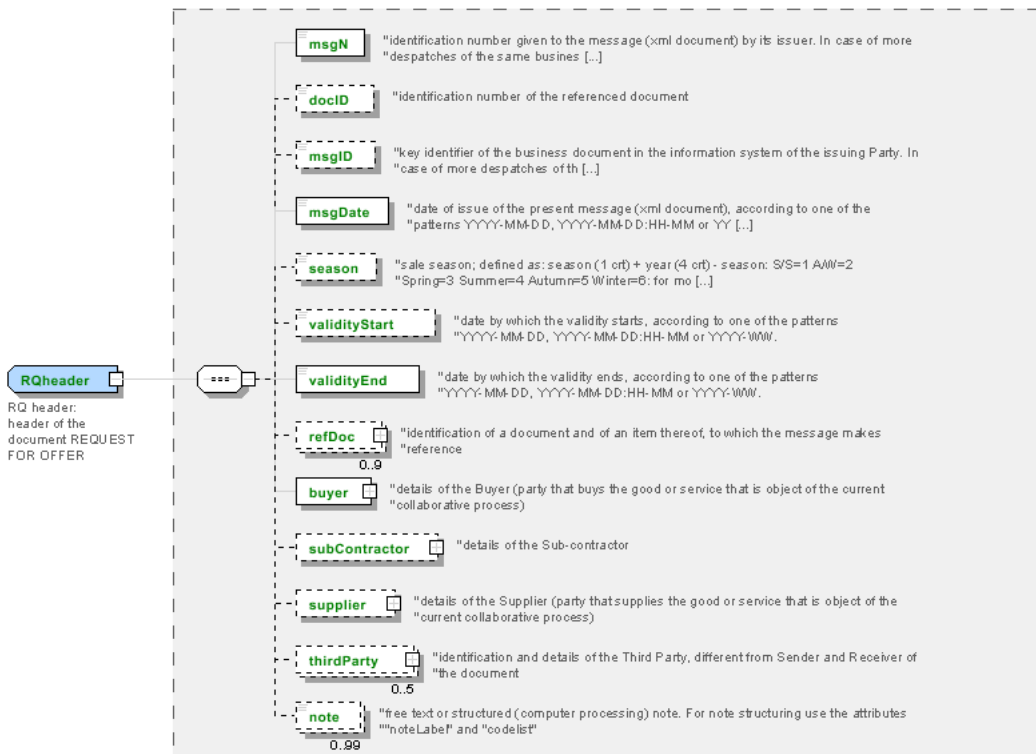 msgN
"identification number given to the message (xml document) by its issuer. In case of more
"despatches of the same busines [...]
docID
"identification number of the referenced document
msgID
"key identifier of the business document in the information system of the issuing Party. In
"case of more despatches of th [...]
msgDate
"date of issue of the present message (xml document), according to one of the
"patterns YYYY-MM-DD, YYYY-MM-DD:HH-MM or YY [...]
season
"sale season; defined as: season (1 crt) + year (4 crt) - season: S/S=1 A/W=2
"Spring=3 Summer=4 Autumn=5 Winter=6: for mo [...]
validityStart
"date by which the validity starts, according to one of the patterns
"YYYY-MM-DD, YYYY-MM-DD:HH-MM or YYYY-WW.
RQheader
RQ header:
header of the
document REQUEST
FOR OFFER
validityEnd
"date by which the validity ends, according to one of the patterns
"YYYY-MM-DD, YYYY-MM-DD:HH-MM or YYYY-WW.
refDoc
0..9
"identification of a document and of an item thereof, to which the message makes
"reference
buyer
"details of the Buyer (party that buys the good or service that is object of the current
"collaborative process)
subContractor
"details of the Sub-contractor
supplier
"details of the Supplier (party that supplies the good or service that is object of the
"current collaborative process)
thirdParty
0..5
"identification and details of the Third Party, different from Sender and Receiver of
"the document
note
0..99
"free text or structured (computer processing) note. For note structuring use the attributes
""noteLabel" and "codelist"